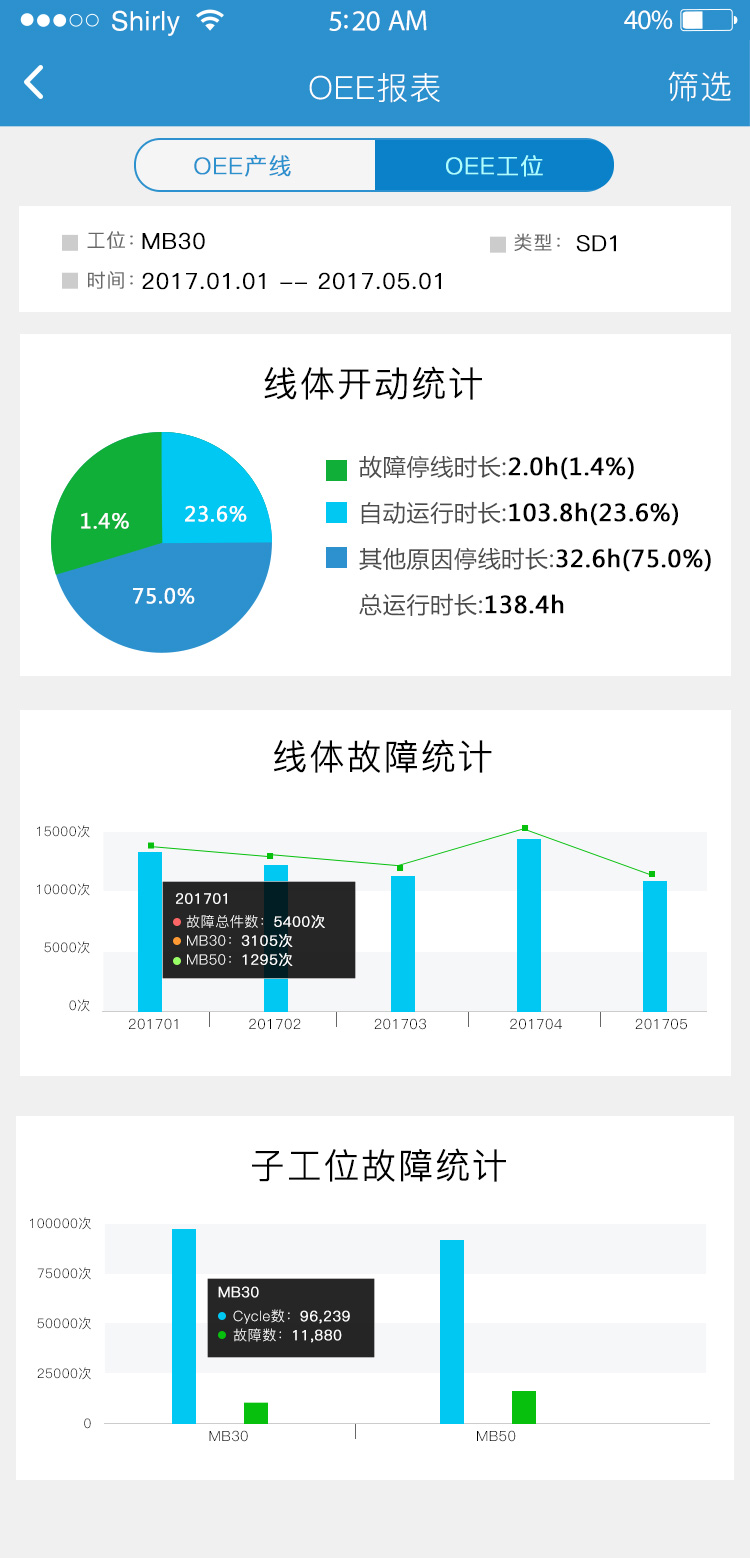 Shirly 5:20 AM 40%
OEE报表 筛选
OEE产线 OEE工位
工位: MB30 类型: SD1
时间: 2017.01.01 -- 2017.05.01
线体开动统计
1.4% 23.6%
75.0%
故障停线时长:2.0h(1.4%)
自动运行时长:103.8h(23.6%)
其他原因停线时长:32.6h(75.0%)
总运行时长:138.4h
线体故障统计
15000次
10000次
5000次
0次
201701
故障总件数: 5400次
MB30: 3105次
MB50: 1295次
201701 201702 201703 201704 201705
子工位故障统计
100000次
75000次
50000次
25000次
0
MB30
Cycle数: 96,239
故障数: 11,880
MB30 MB50